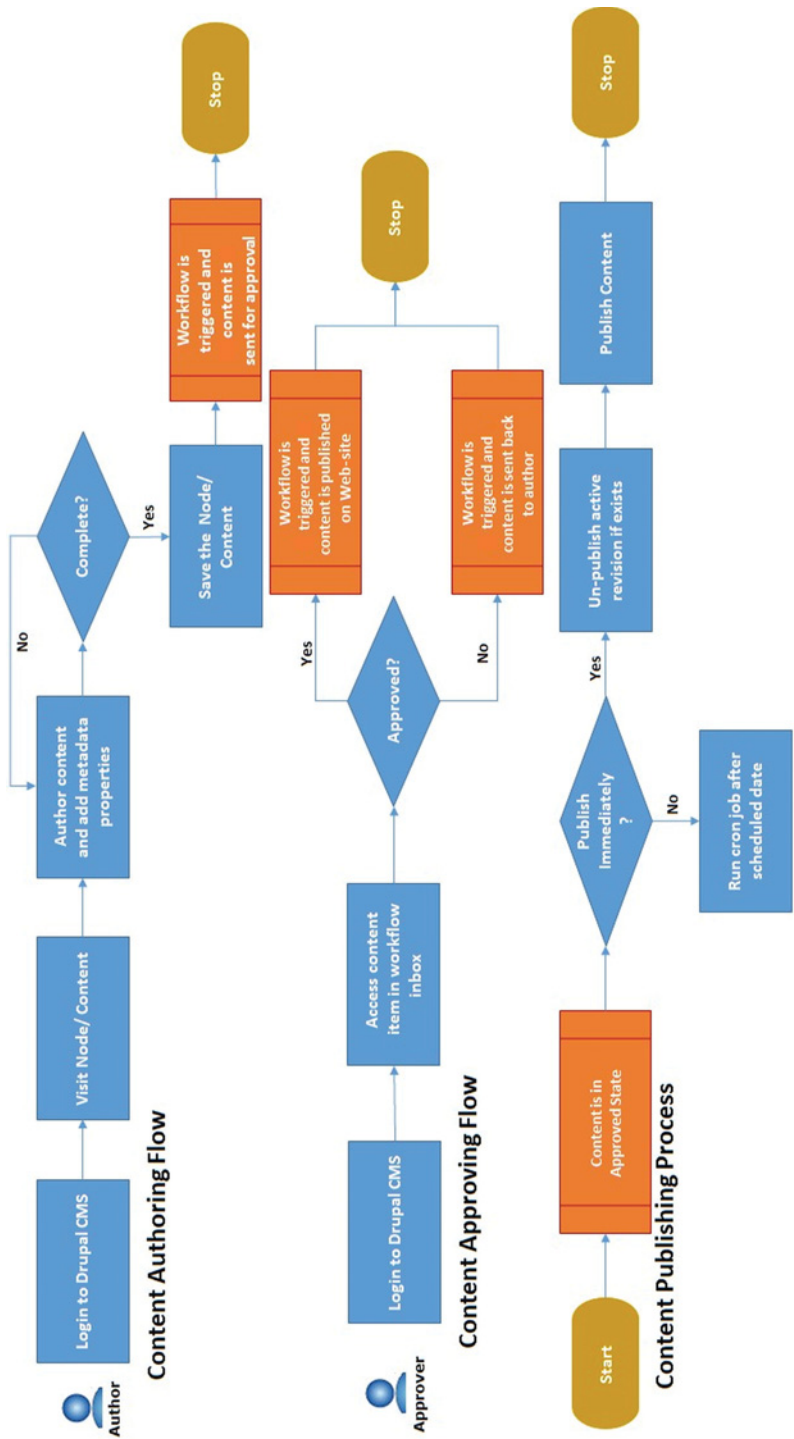 Author
Login to Drupal CMS
Visit Node/ Content
Author content
and add metadata
properties
No
Complete?
Yes
Save the Node/
Content
Workflow is
triggered and
content is
sent for approval
Stop
Content Authoring Flow
Approver
Login to Drupal CMS
Access content
item in workflow
inbox
Approved?
Yes
Workflow is
triggered and
content is published
on Web-site
No
Workflow is
triggered and
content is sent back
to author
Stop
Content Approving Flow
Start
Content is in
Approved State
Publish
Immediately
?
Yes
Un-publish active
revision if exists
Publish Content
Stop
No
Run cron job after
scheduled date
Content Publishing Process